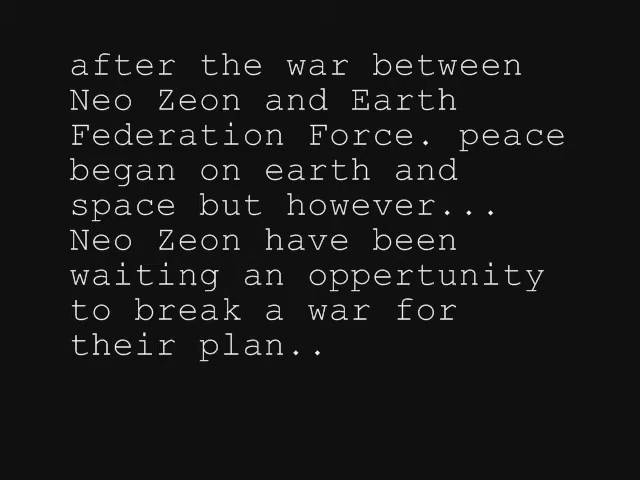 after the war between
Neo Zeon and Earth
Federation Force. peace
began on earth and
space but however...
Neo Zeon have been
waiting an oppertunity
to break a war for
their plan..